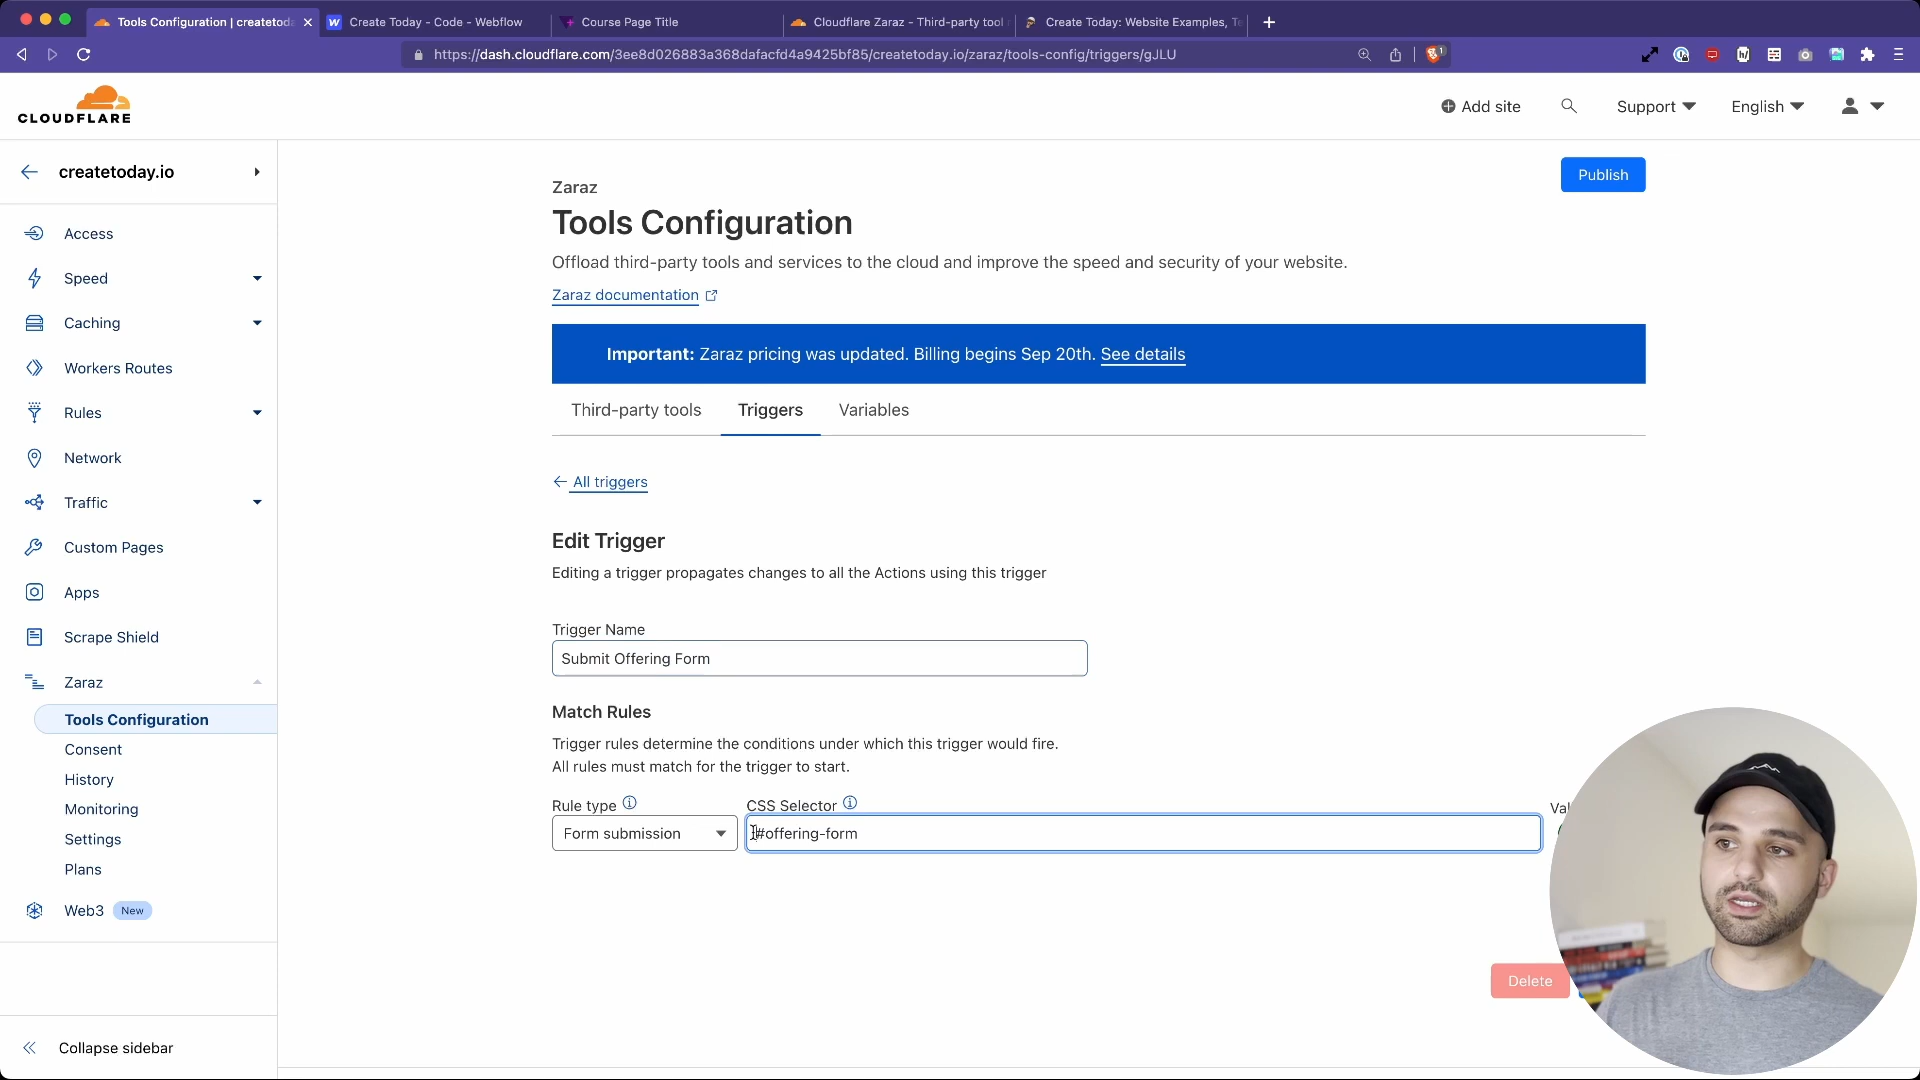 Tools Configuration | createtoda
Create Today - Code - Webflow
Course Page Title
Cloudflare Zaraz - Third-party tool
Create Today: Website Examples, Te
https://dash.cloudflare.com/3ee8d026883a368dafacfd4a9425bf85/createtoday.io/zaraz/tools-config/triggers/gJLU
1
CLOUDFLARE
Add site
Support
English
createtoday.io
Access
Speed
Caching
Workers Routes
Rules
Network
Traffic
Custom Pages
Apps
Scrape Shield
Zaraz
Tools Configuration
Consent
History
Monitoring
Settings
Plans
Web3 New
Collapse sidebar
Publish
Zaraz
Tools Configuration
Offload third-party tools and services to the cloud and improve the speed and security of your website.
Zaraz documentation
Important: Zaraz pricing was updated. Billing begins Sep 20th. See details
Third-party tools
Triggers
Variables
All triggers
Edit Trigger
Editing a trigger propagates changes to all the Actions using this trigger
Trigger Name
Submit Offering Form
Match Rules
Trigger rules determine the conditions under which this trigger would fire.
All rules must match for the trigger to start.
Rule type
CSS Selector
Val
Form submission
#offering-form
Delete